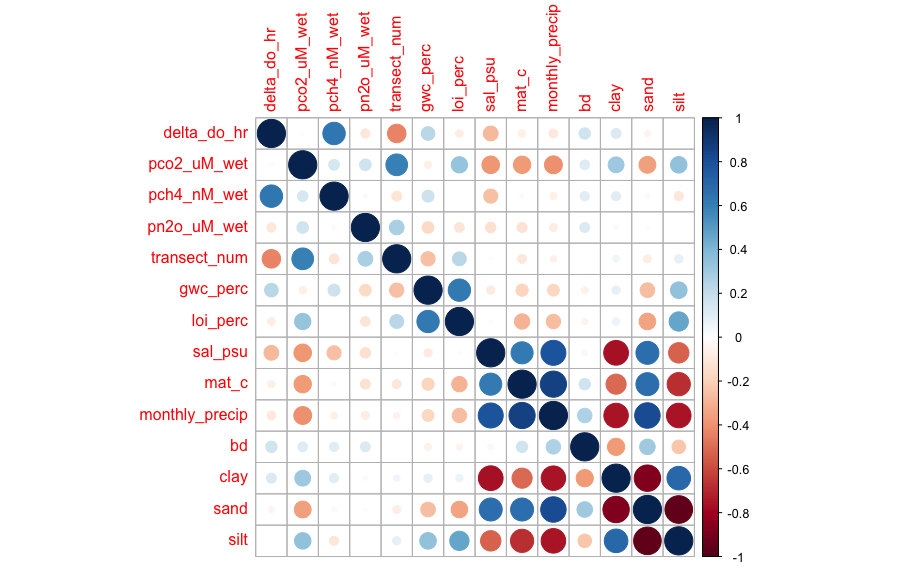 delta_do_hr
pco2_uM_wet
pch4_nM_wet
pn2o_uM_wet
transect_num
gwc_perc
loi_perc
sal_psu
mat_c
monthly_precip
bd
clay
sand
silt
delta_do_hr
pco2_uM_wet
pch4_nM_wet
pn2o_uM_wet
transect_num
gwc_perc
loi_perc
sal_psu
mat_c
monthly_precip
bd
clay
sand
silt
1
0.8
0.6
0.4
0.2
0
-0.2
-0.4
-0.6
-0.8
-1